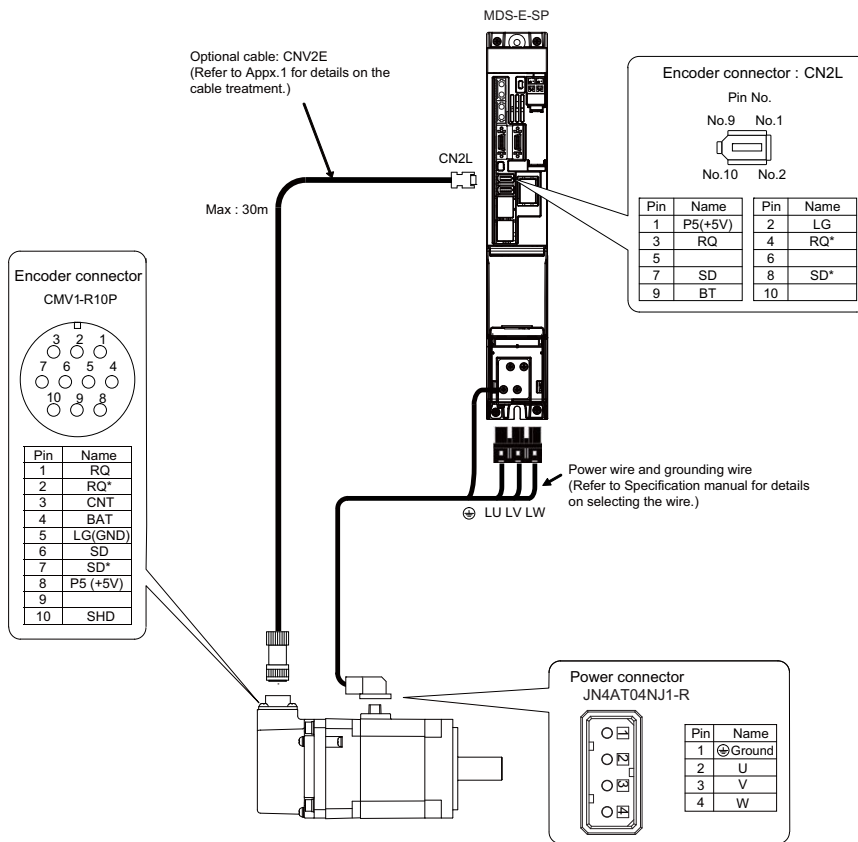 MDS-E-SP
Optional cable: CNV2E
(Refer to Appx.1 for details on the
cable treatment.)
CN2L
Max : 30m
Encoder connector : CN2L
Pin No.
No.9 No.1
No.10 No.2
Pin Name Pin Name
1 P5(+5V) 2 LG
3 RQ 4 RQ*
5 6
7 SD 8 SD*
9 BT 10
Encoder connector
CMV1-R10P
3 2 1
7 6 5 4
10 9 8
Pin Name
1 RQ
2 RQ*
3 CNT
4 BAT
5 LG(GND)
6 SD
7 SD*
8 P5 (+5V)
9
10 SHD
Power wire and grounding wire
(Refer to Specification manual for details
on selecting the wire.)
LU LV LW
Power connector
JN4AT04NJ1-R
1
2
3
4
Pin Name
1 Ground
2 U
3 V
4 W